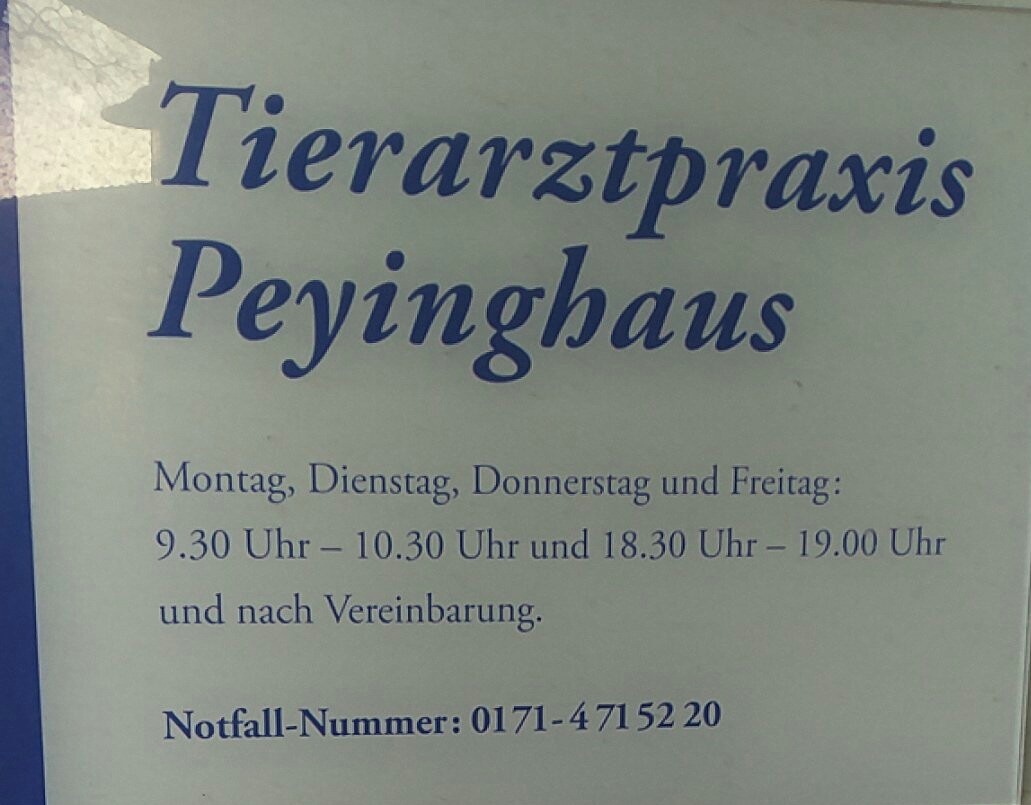 Tierarztpraxis
Peyinghaus
Montag, Dienstag, Donnerstag und Freitag:
9.30 Uhr – 10.30 Uhr und 18.30 Uhr – 19.00 Uhr
und nach Vereinbarung.
Notfall-Nummer: 0171-4 71 52 20